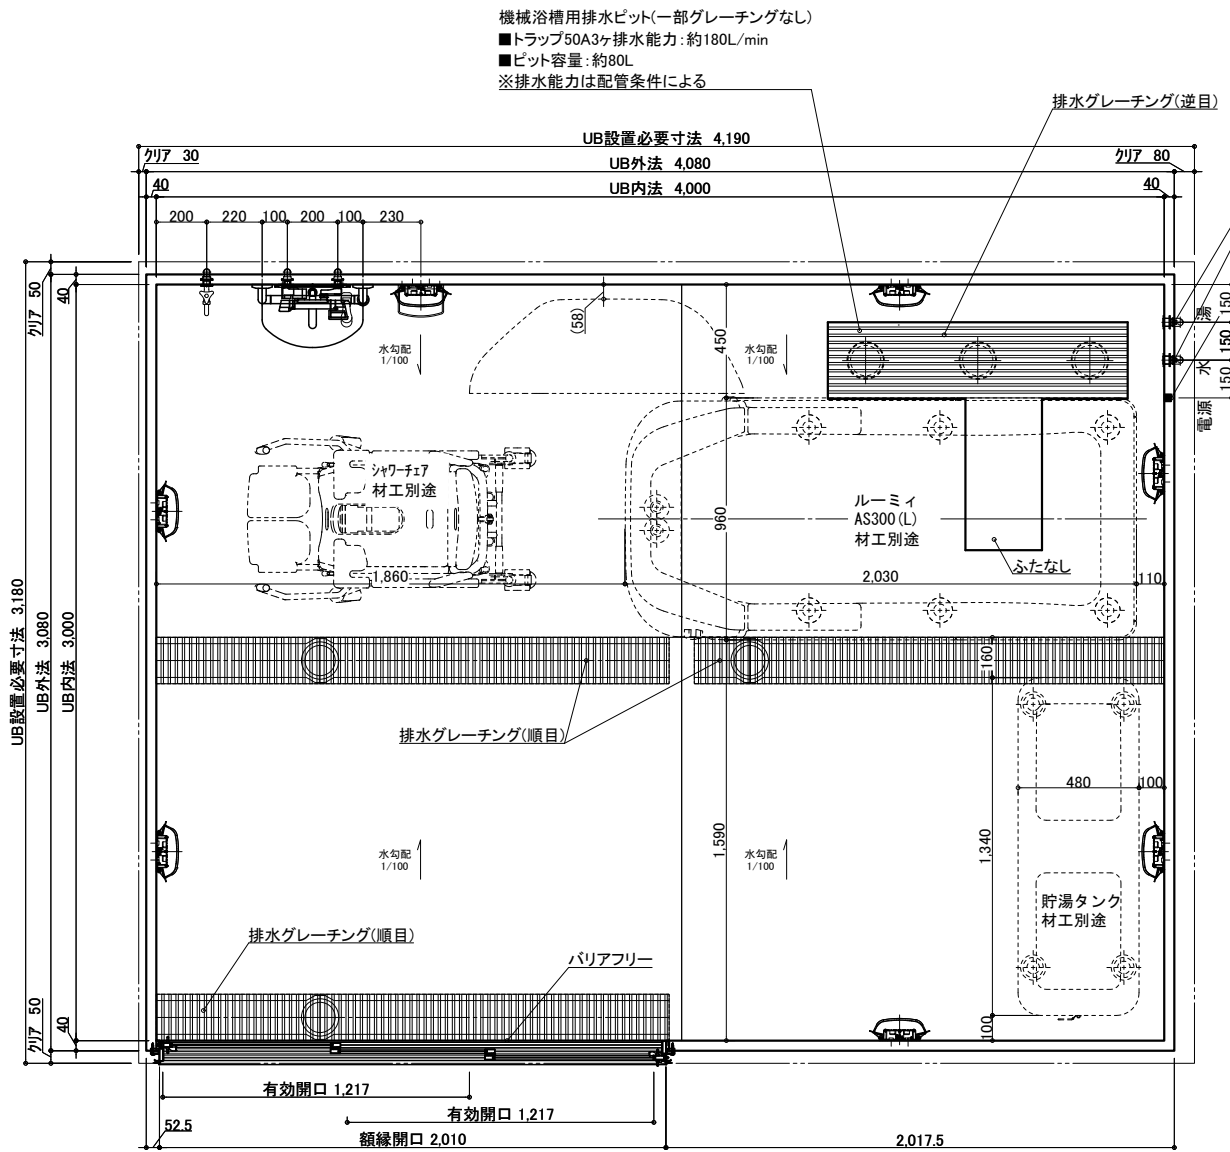 機械浴槽用排水ピット(一部グレーチングなし)
■トラップ50A3ヶ排水能力：約180L/min
■ピット容量：約80L
※排水能力は配管条件による
排水グレーチング(逆目)
UB設置必要寸法 4,190
クリア 30
UB外法 4,080
クリア 80
40
UB内法 4,000
40
200
220
100
200
100
230
クリア 50
40
(58)
水勾配
1/100
450
水勾配
1/100
湯
150
水
150
150
電源
シャワーチェア
材工別途
960
ルーミィ
AS300(L)
材工別途
ふたなし
1,860
2,030
110
UB設置必要寸法 3,180
UB外法 3,080
UB内法 3,000
160
排水グレーチング(順目)
480
100
水勾配
1/100
1,590
水勾配
1/100
1,340
貯湯タンク
材工別途
排水グレーチング(順目)
バリアフリー
クリア 50
40
100
有効開口 1,217
有効開口 1,217
52.5
額縁開口 2,010
2,017.5